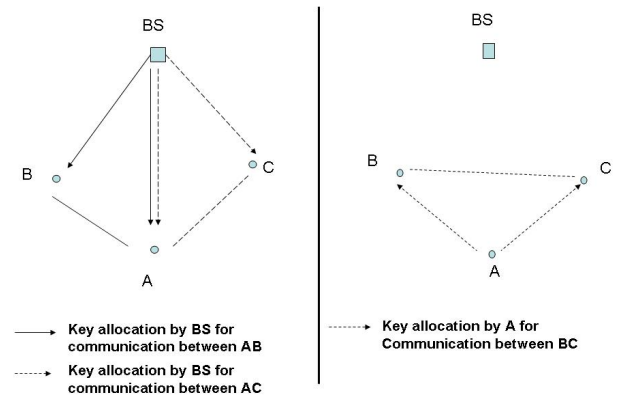 BS
B
C
A
Key allocation by BS for
communication between AB
Key allocation by BS for
communication between AC
BS
B
C
A
Key allocation by A for
Communication between BC